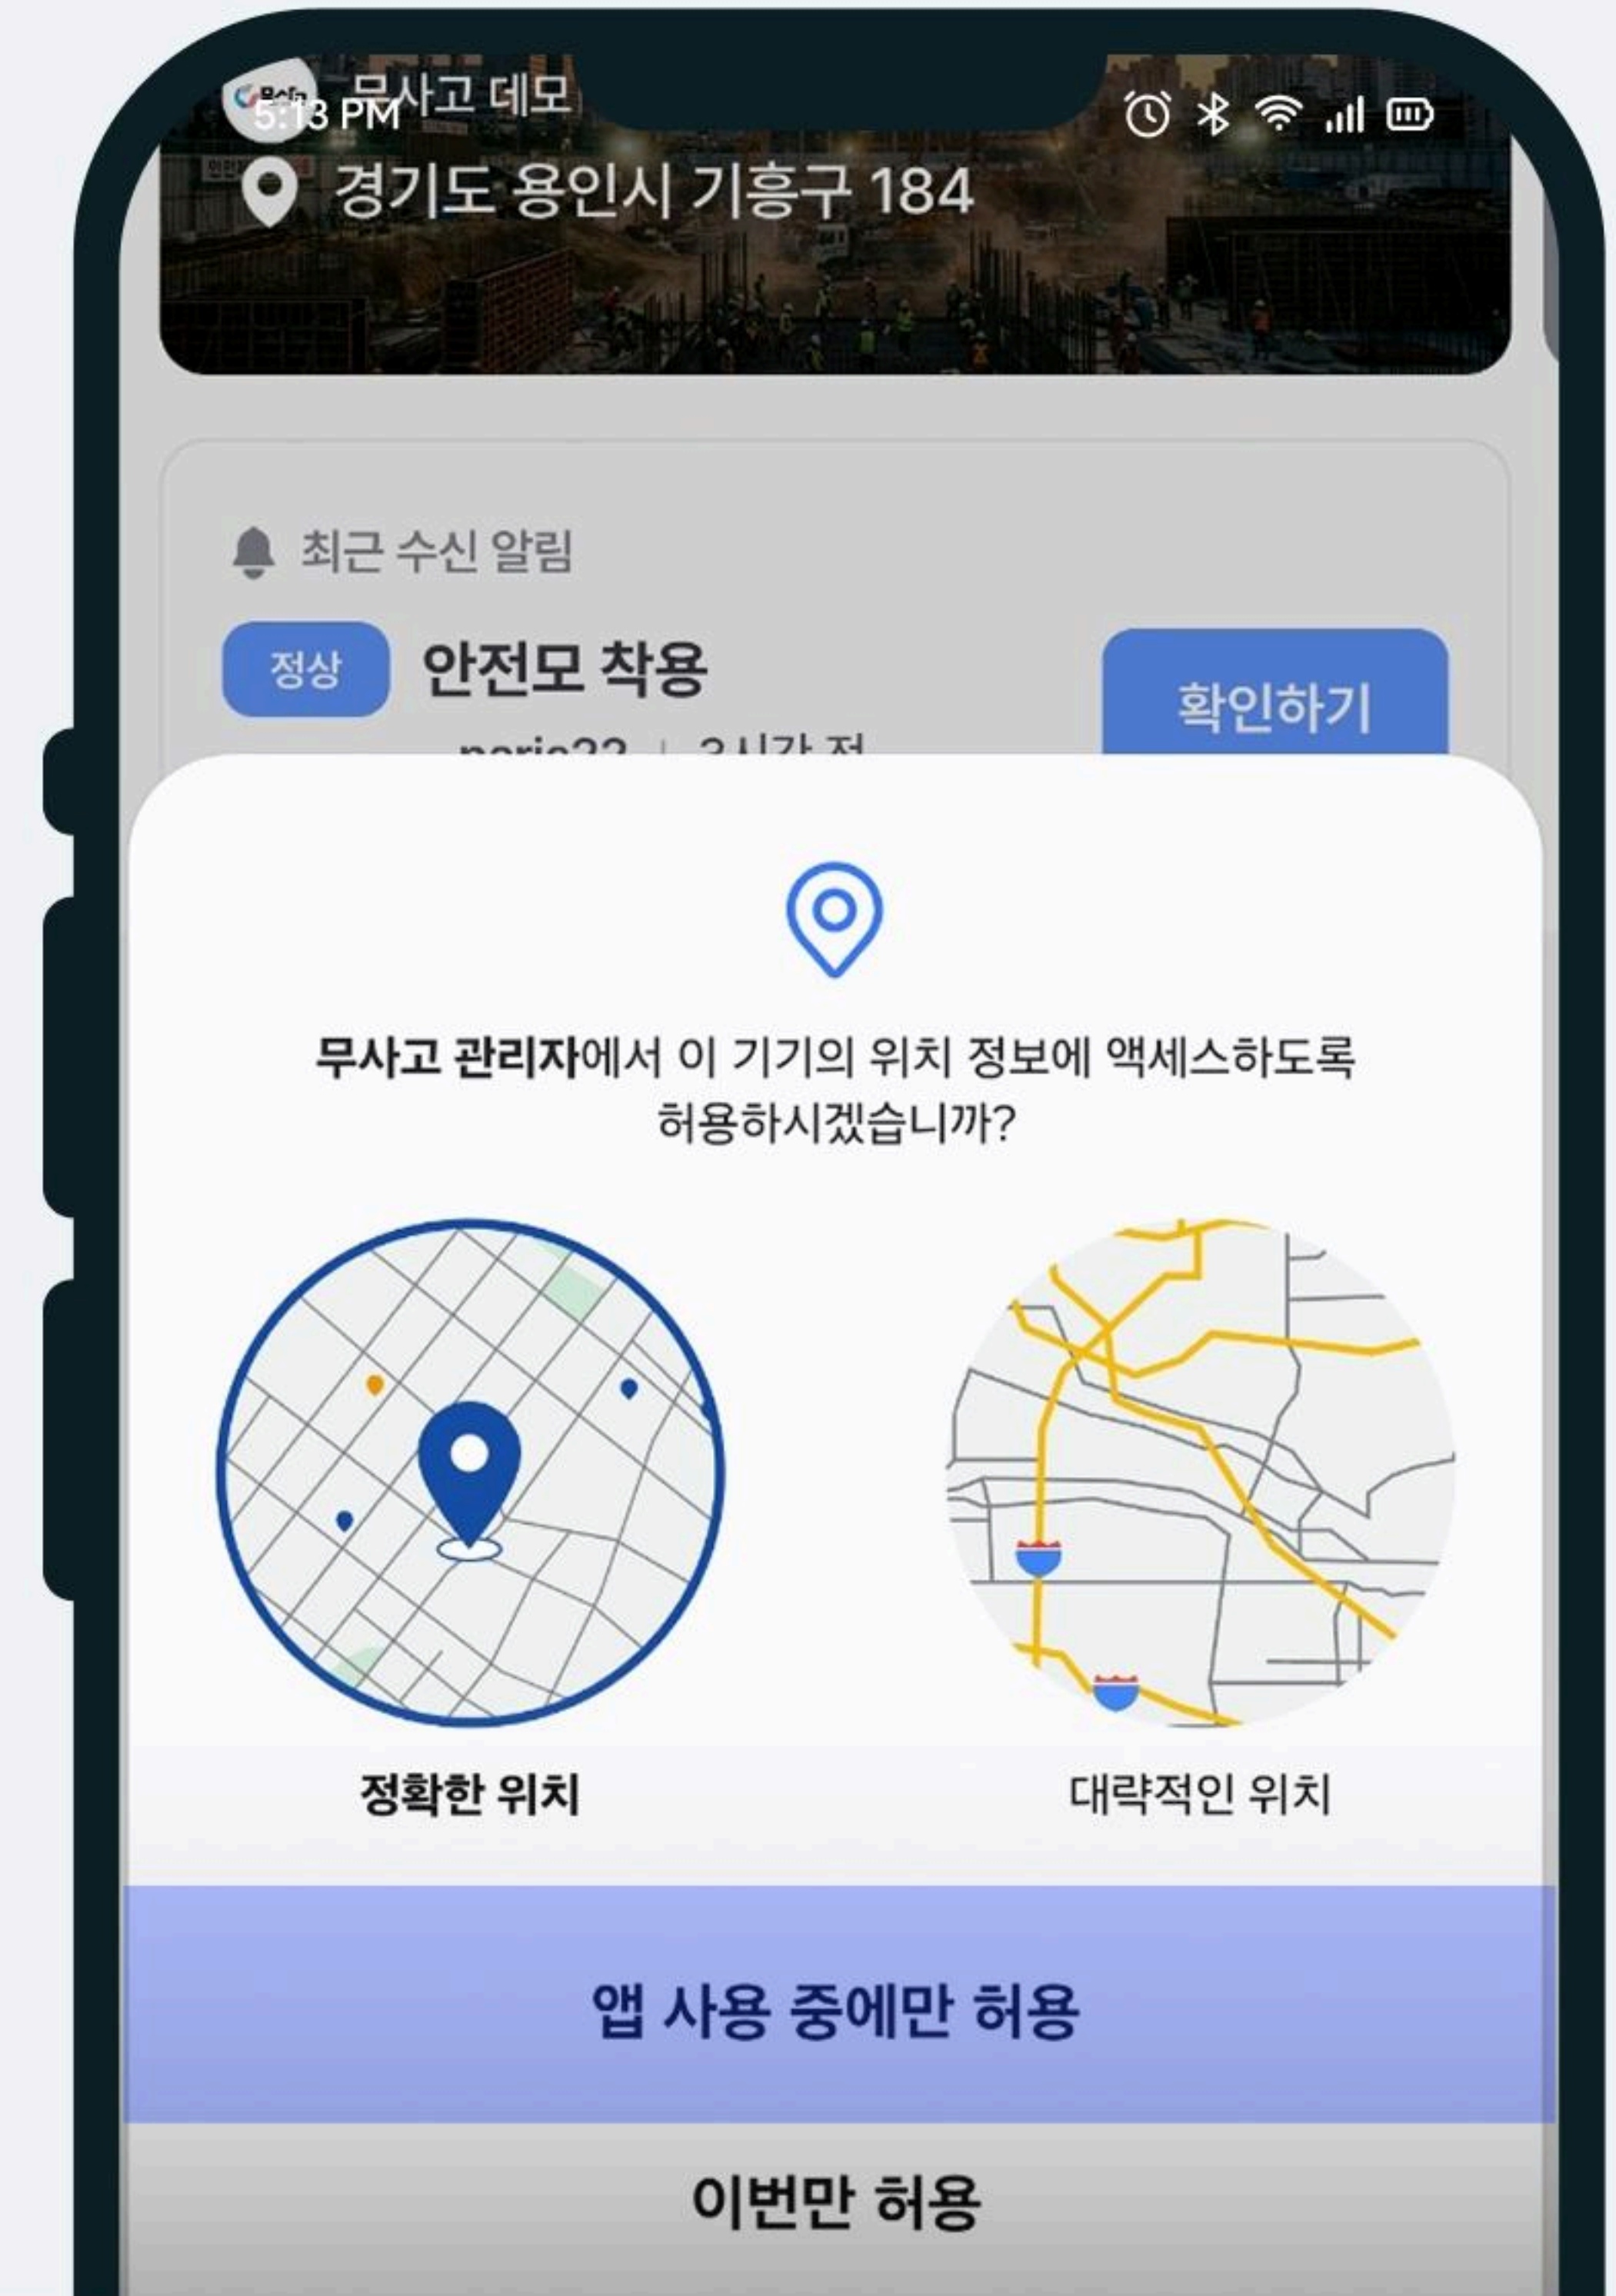 무사고 데모
5:13 PM
경기도 용인시 기흥구 184
최근 수신 알림
정상 안전모 착용
확인하기
3시간 전
무사고 관리자에서 이 기기의 위치 정보에 액세스하도록
허용하시겠습니까?
정확한 위치 대략적인 위치
앱 사용 중에만 허용
이번만 허용